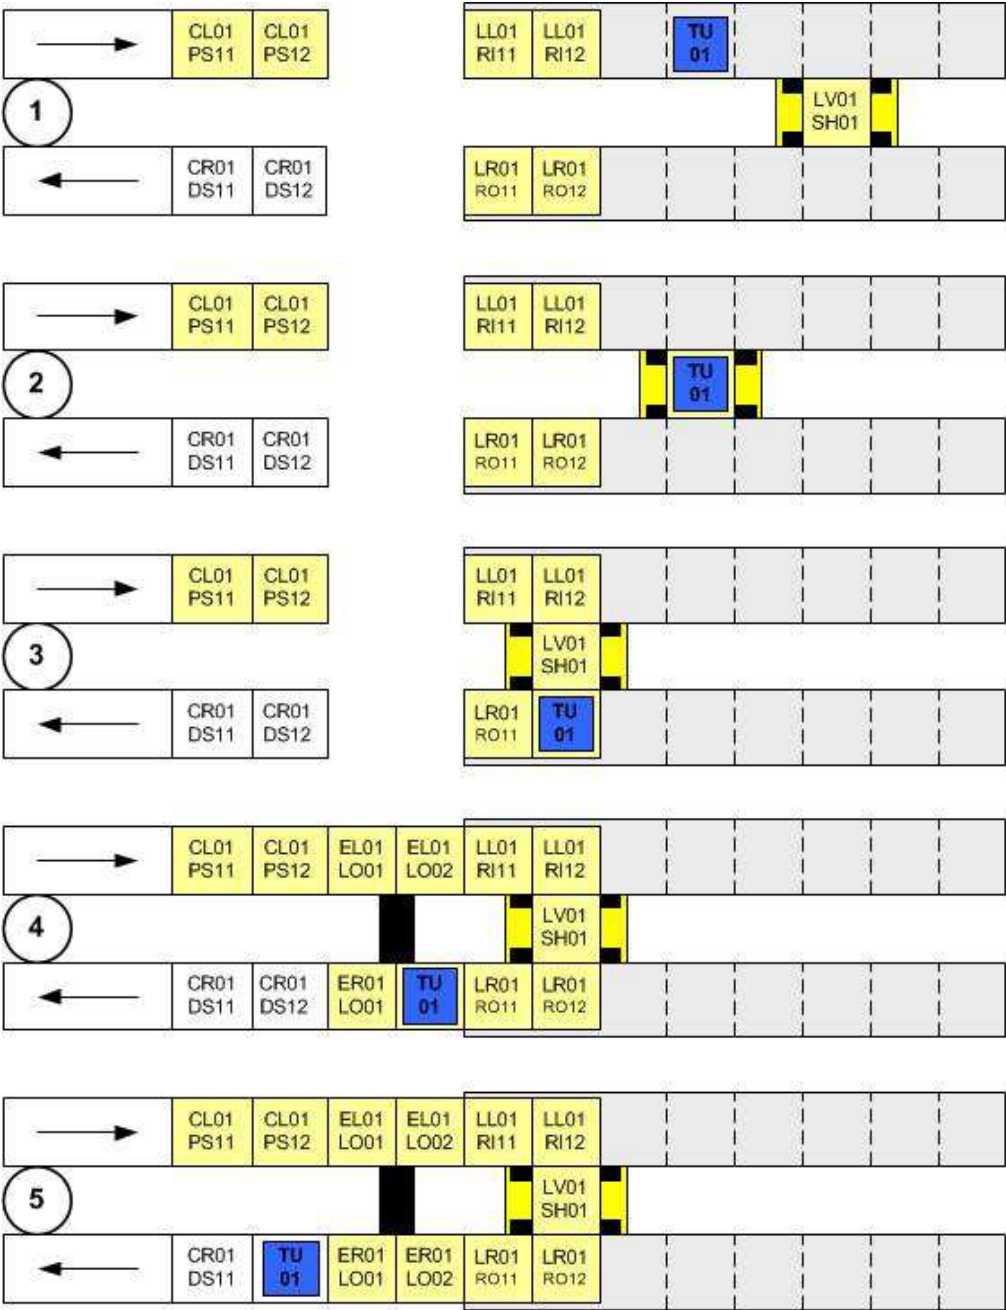 CL01 CL01 LL01 LL01 TU
PS11 PS12 RI11 RI12 01
1
LV01
SH01
CR01 CR01 LR01 LR01
DS11 DS12 RO11 RO12
CL01 CL01 LL01 LL01
PS11 PS12 RI11 RI12
2
TU
01
CR01 CR01 LR01 LR01
DS11 DS12 RO11 RO12
CL01 CL01 LL01 LL01
PS11 PS12 RI11 RI12
3
LV01
SH01
CR01 CR01 LR01 TU
DS11 DS12 RO11 01
CL01 CL01 EL01 EL01 LL01 LL01
PS11 PS12 LO01 LO02 RI11 RI12
4
LV01
SH01
CR01 CR01 ER01 TU LR01 LR01
DS11 DS12 LO01 01 RO11 RO12
CL01 CL01 EL01 EL01 LL01 LL01
PS11 PS12 LO01 LO02 RI11 RI12
5
LV01
SH01
CR01 TU ER01 ER01 LR01 LR01
DS11 01 LO01 LO02 RO11 RO12